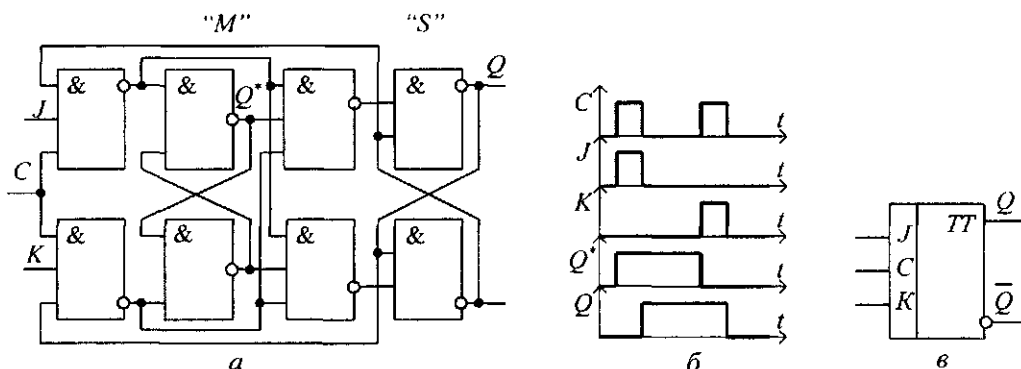 “M” “S”
& & & &
Q* Q
J
C
& & & &
K
а
C t
J t
K t
Q* t
Q t
б
J TT Q
C
K Q̅
в